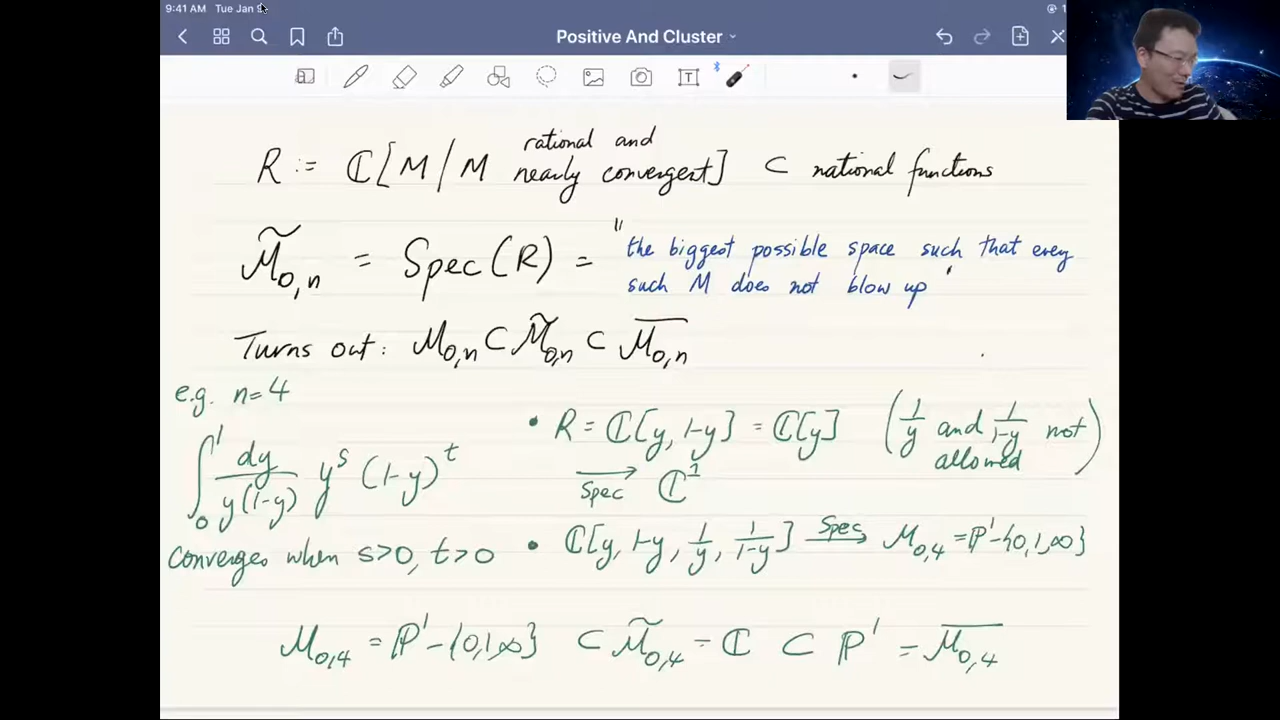 9:41 AM Tue Jan 9
Positive And Cluster
R := ℂ[M / M rational and nearly convergent] ⊂ rational functions
M̃₀,ₙ = Spec(R) = "the biggest possible space such that every
such M does not blow up"
Turns out: M₀,ₙ ⊂ M̃₀,ₙ ⊂ M̄₀,ₙ
e.g. n=4
• R = ℂ[y, 1-y] = ℂ[y] (1/y and 1/(1-y) not allowed)
∫₀¹ dy/(y(1-y)) y^s (1-y)^t
Spec→ ℂ¹
converges when s>0, t>0
• ℂ[y, 1-y, 1/y, 1/(1-y)] Spec→ M₀,₄ = ℙ¹-{0,1,∞}
M₀,₄ = ℙ¹-{0,1,∞} ⊂ M̃₀,₄ = ℂ ⊂ ℙ¹ = M̄₀,₄